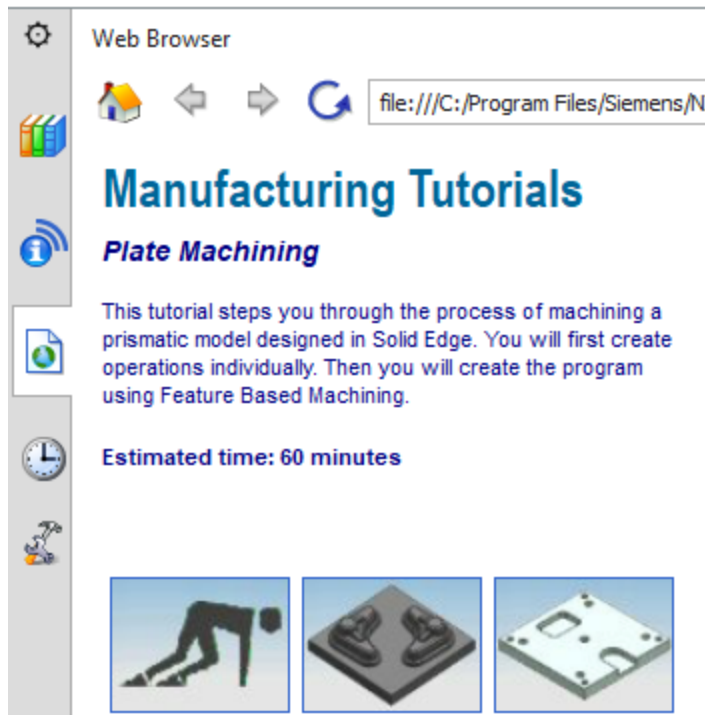 Web Browser
file:///C:/Program Files/Siemens/N
Manufacturing Tutorials
Plate Machining
This tutorial steps you through the process of machining a
prismatic model designed in Solid Edge. You will first create
operations individually. Then you will create the program
using Feature Based Machining.
Estimated time: 60 minutes